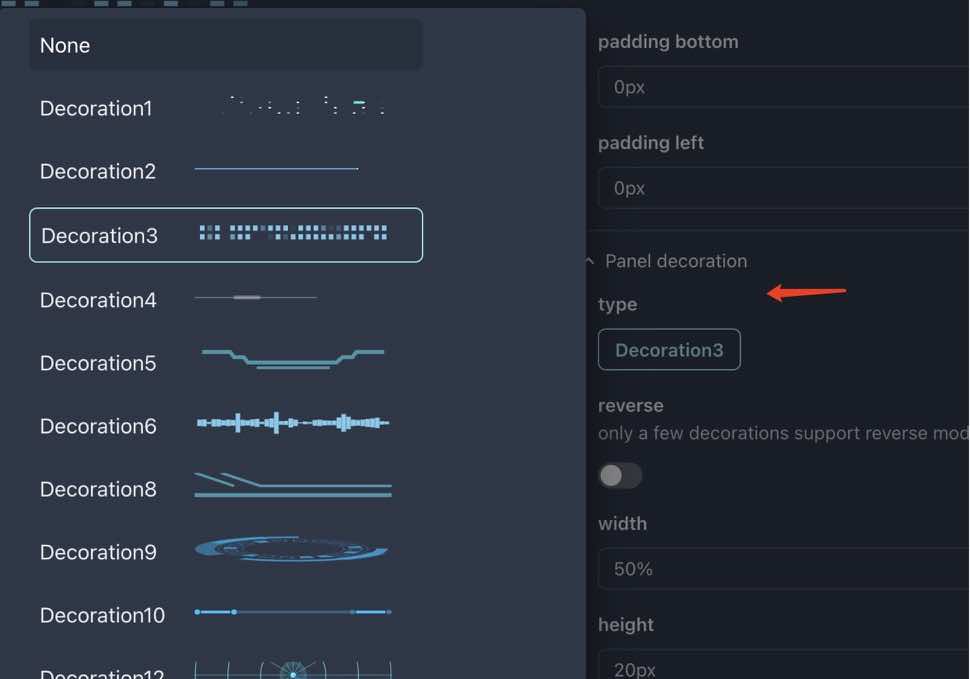 None
Decoration1
Decoration2
Decoration3
Decoration4
Decoration5
Decoration6
Decoration8
Decoration9
Decoration10
Decoration12
padding bottom
0px
padding left
0px
Panel decoration
type
Decoration3
reverse
only a few decorations support reverse mod
width
50%
height
20px